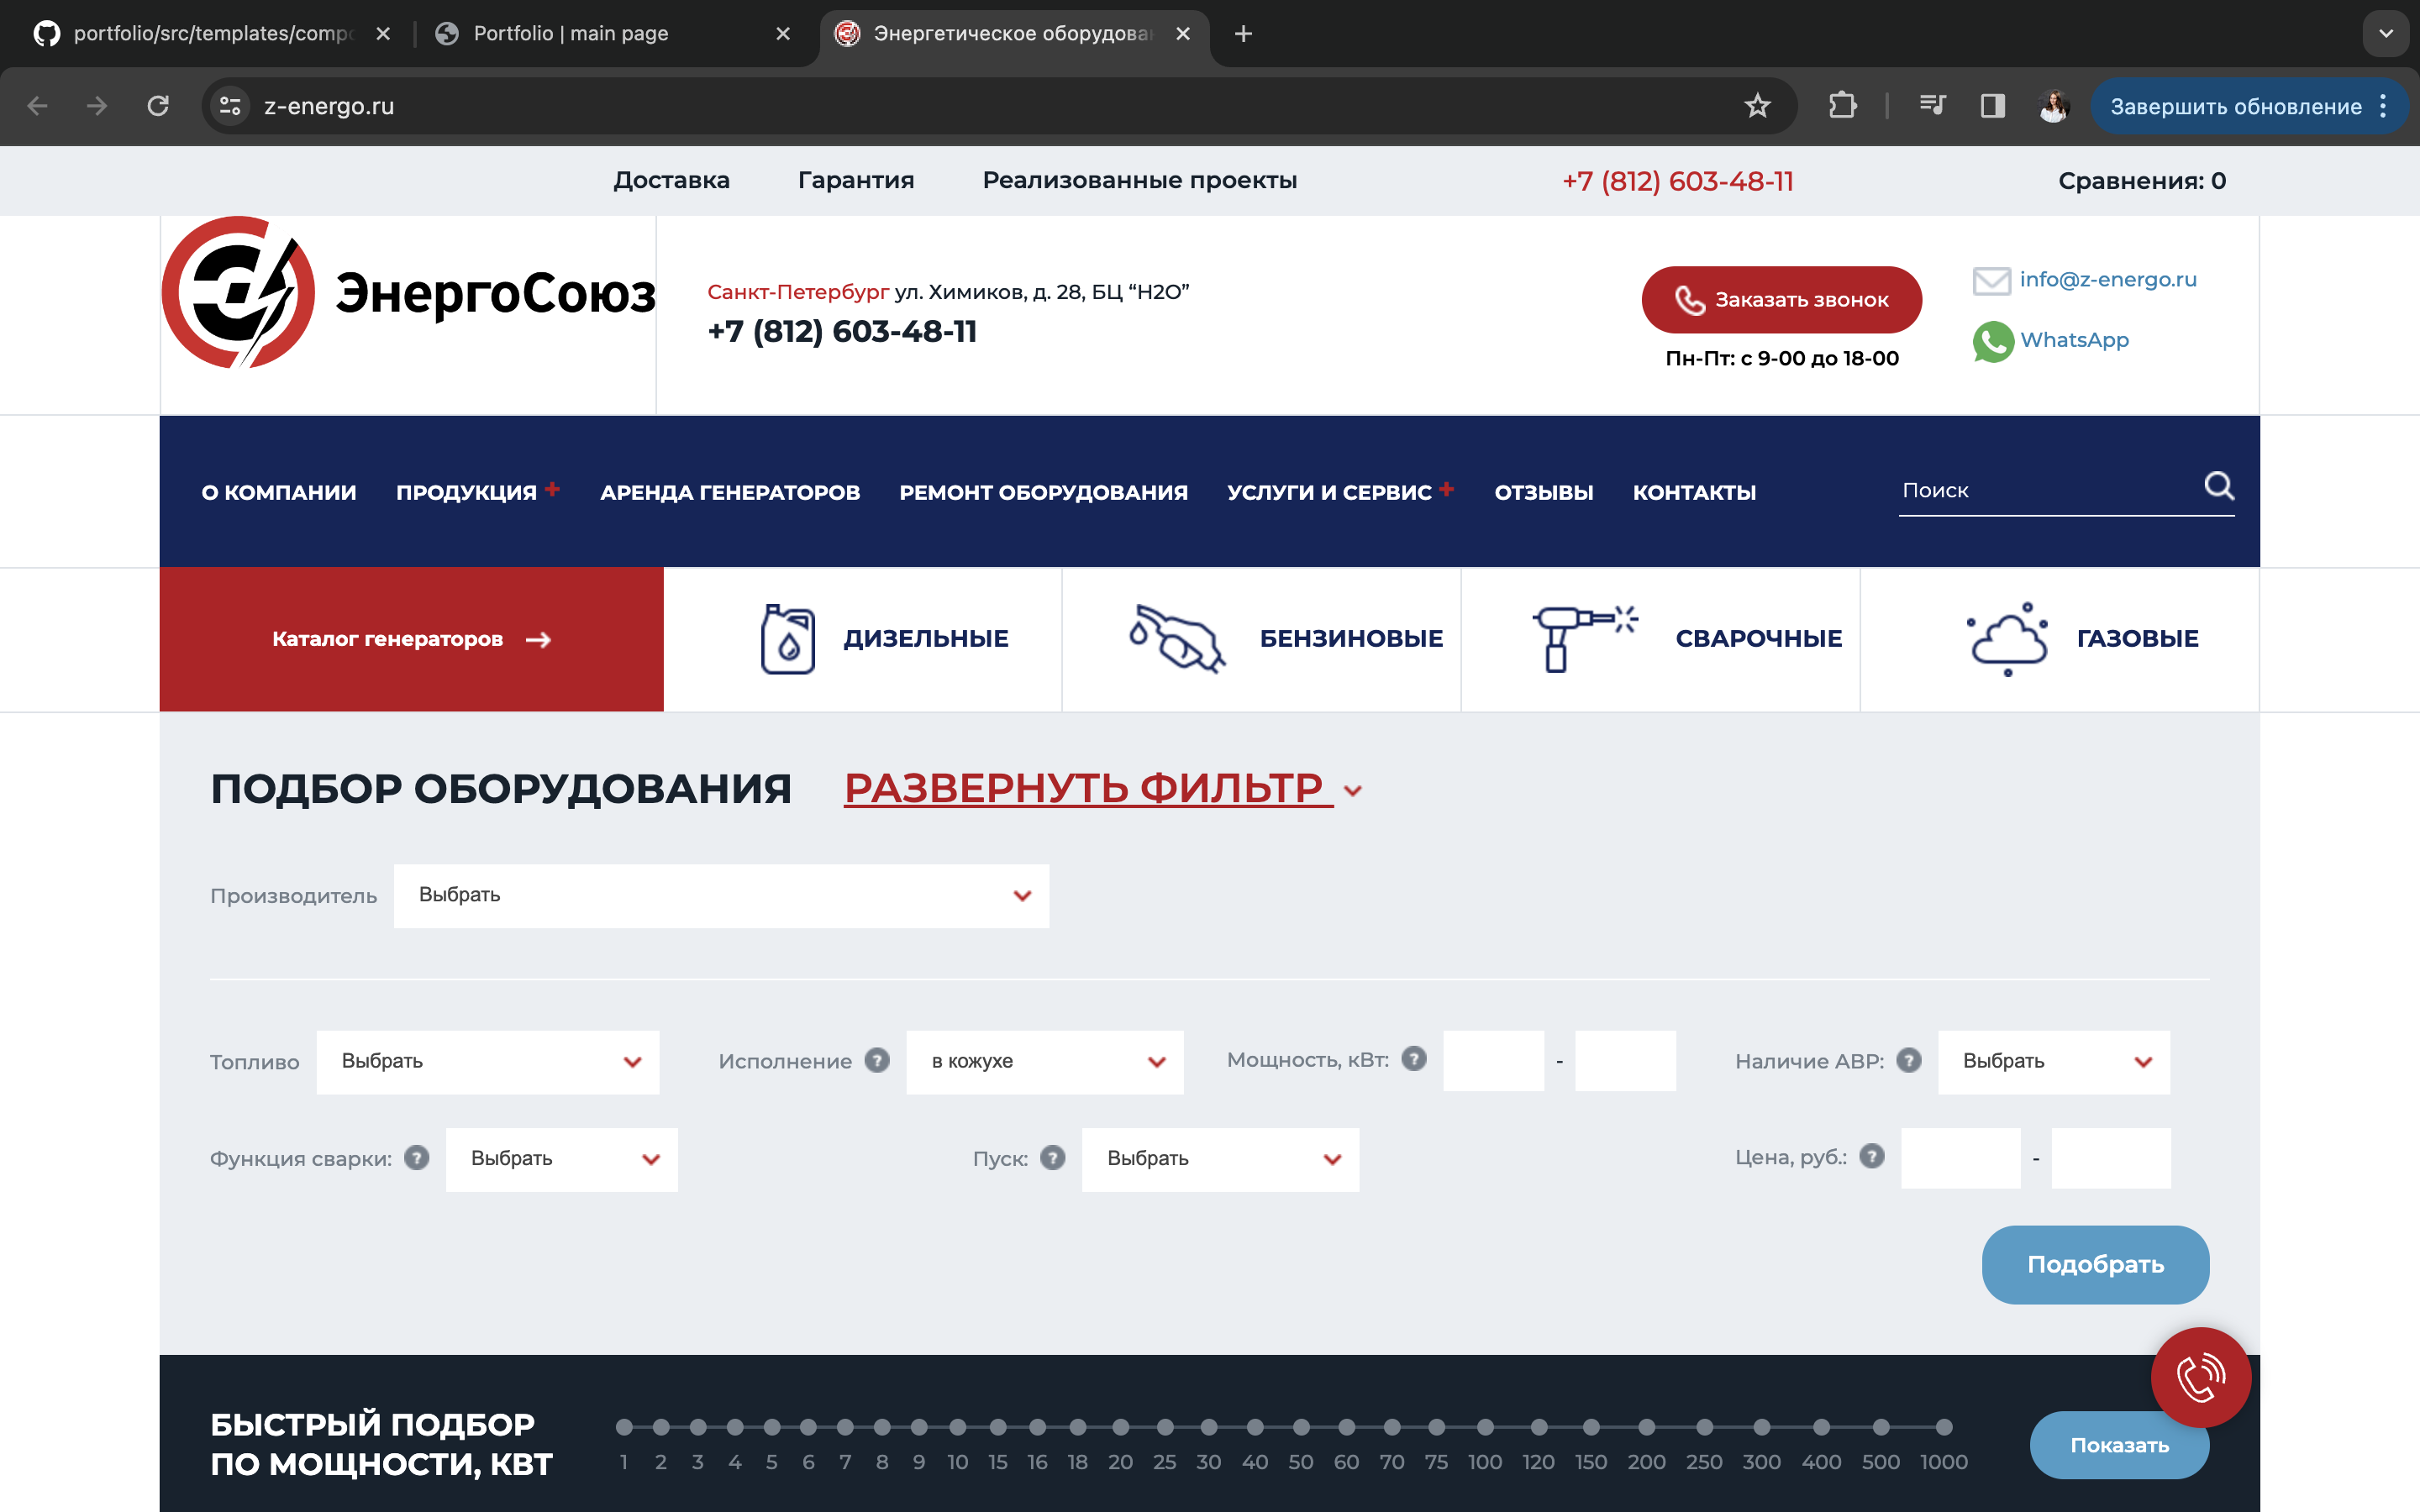 portfolio/src/templates/comp
Portfolio | main page
Энергетическое оборудова
z-energo.ru
Завершить обновление
Доставка Гарантия Реализованные проекты +7 (812) 603-48-11 Сравнения: 0
ЭнергоСоюз
Санкт-Петербург ул. Химиков, д. 28, БЦ “Н2О”
+7 (812) 603-48-11
Заказать звонок
Пн-Пт: с 9-00 до 18-00
info@z-energo.ru
WhatsApp
О КОМПАНИИ ПРОДУКЦИЯ + АРЕНДА ГЕНЕРАТОРОВ РЕМОНТ ОБОРУДОВАНИЯ УСЛУГИ И СЕРВИС + ОТЗЫВЫ КОНТАКТЫ Поиск
Каталог генераторов → ДИЗЕЛЬНЫЕ БЕНЗИНОВЫЕ СВАРОЧНЫЕ ГАЗОВЫЕ
ПОДБОР ОБОРУДОВАНИЯ РАЗВЕРНУТЬ ФИЛЬТР
Производитель Выбрать
Топливо Выбрать Исполнение ? в кожухе Мощность, кВт: ? - Наличие АВР: ? Выбрать
Функция сварки: ? Выбрать Пуск: ? Выбрать Цена, руб.: ? -
Подобрать
БЫСТРЫЙ ПОДБОР
ПО МОЩНОСТИ, КВТ
1 2 3 4 5 6 7 8 9 10 15 16 18 20 25 30 40 50 60 70 75 100 120 150 200 250 300 400 500 1000
Показать